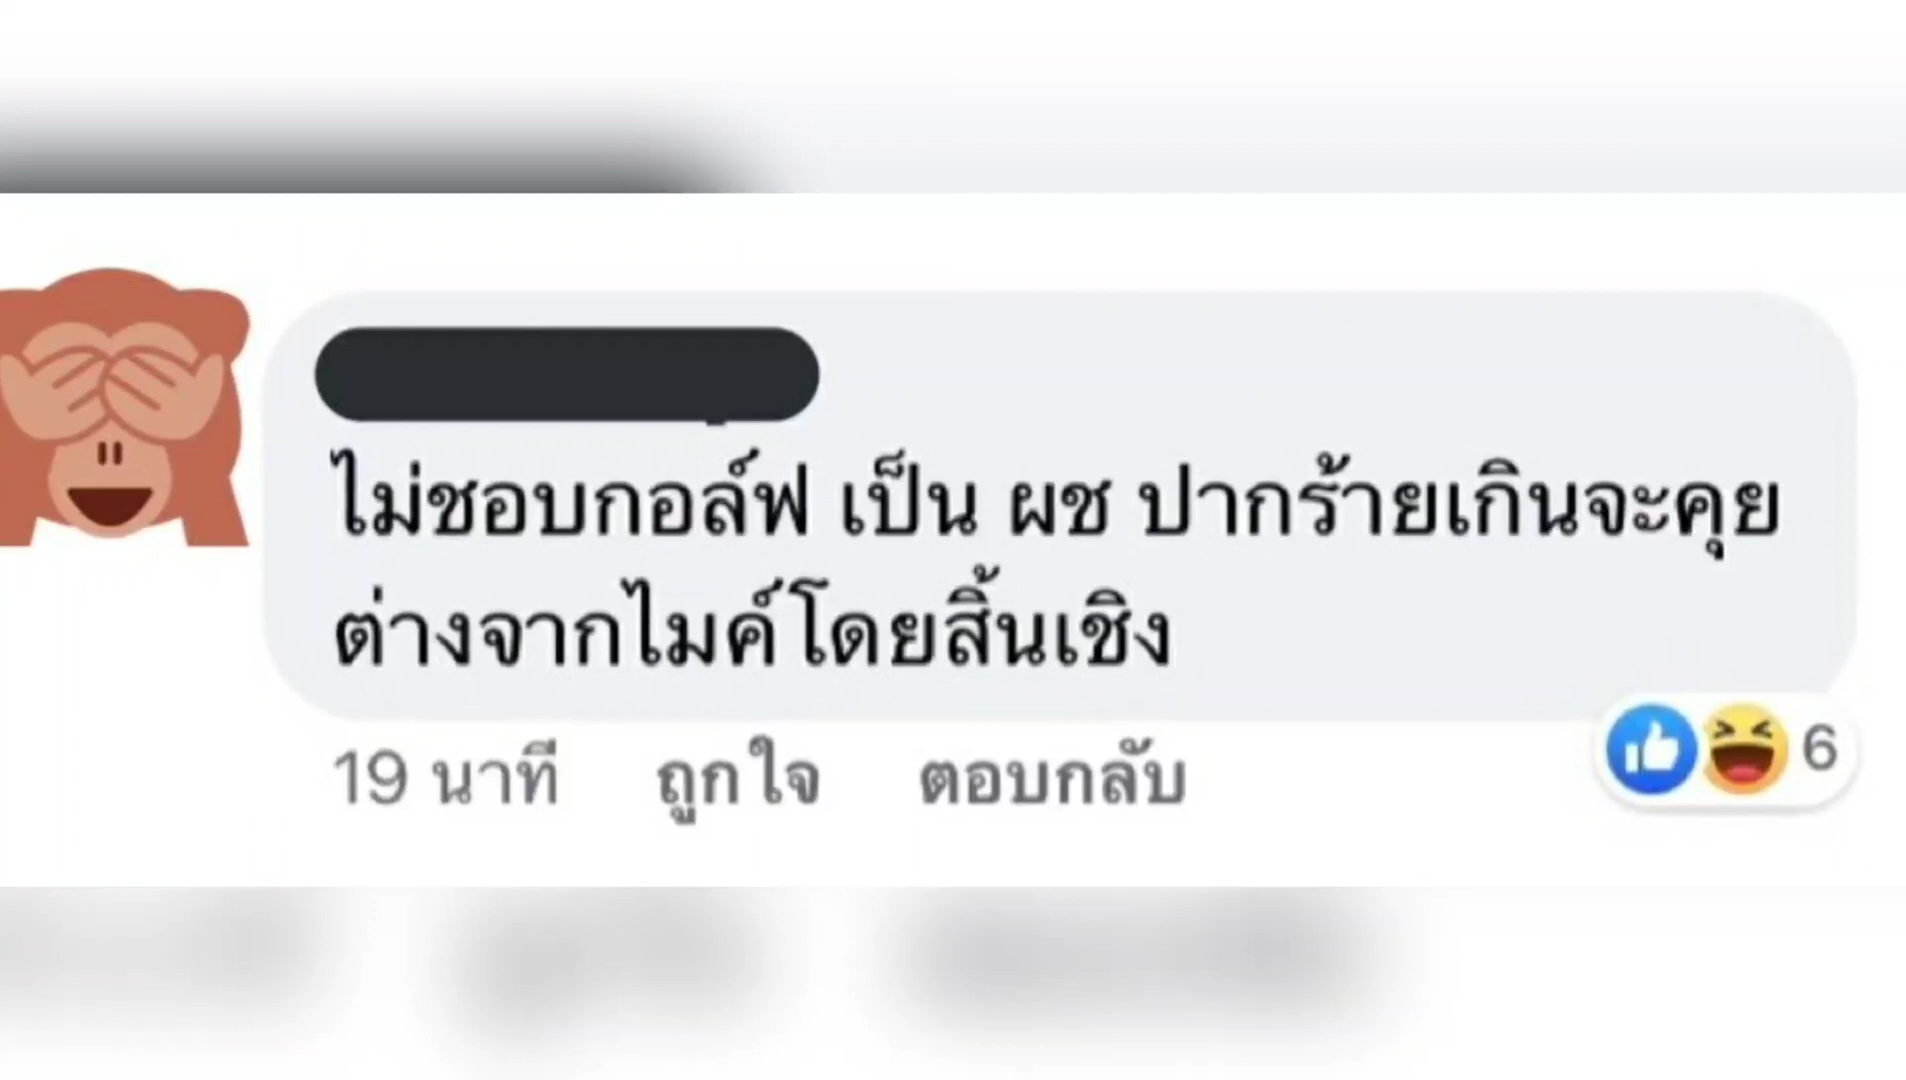 ไม่ชอบกอล์ฟ เป็น ผช ปากร้ายเกินจะคุย
ต่างจากไมค์โดยสิ้นเชิง
19 นาที ถูกใจ ตอบกลับ 6